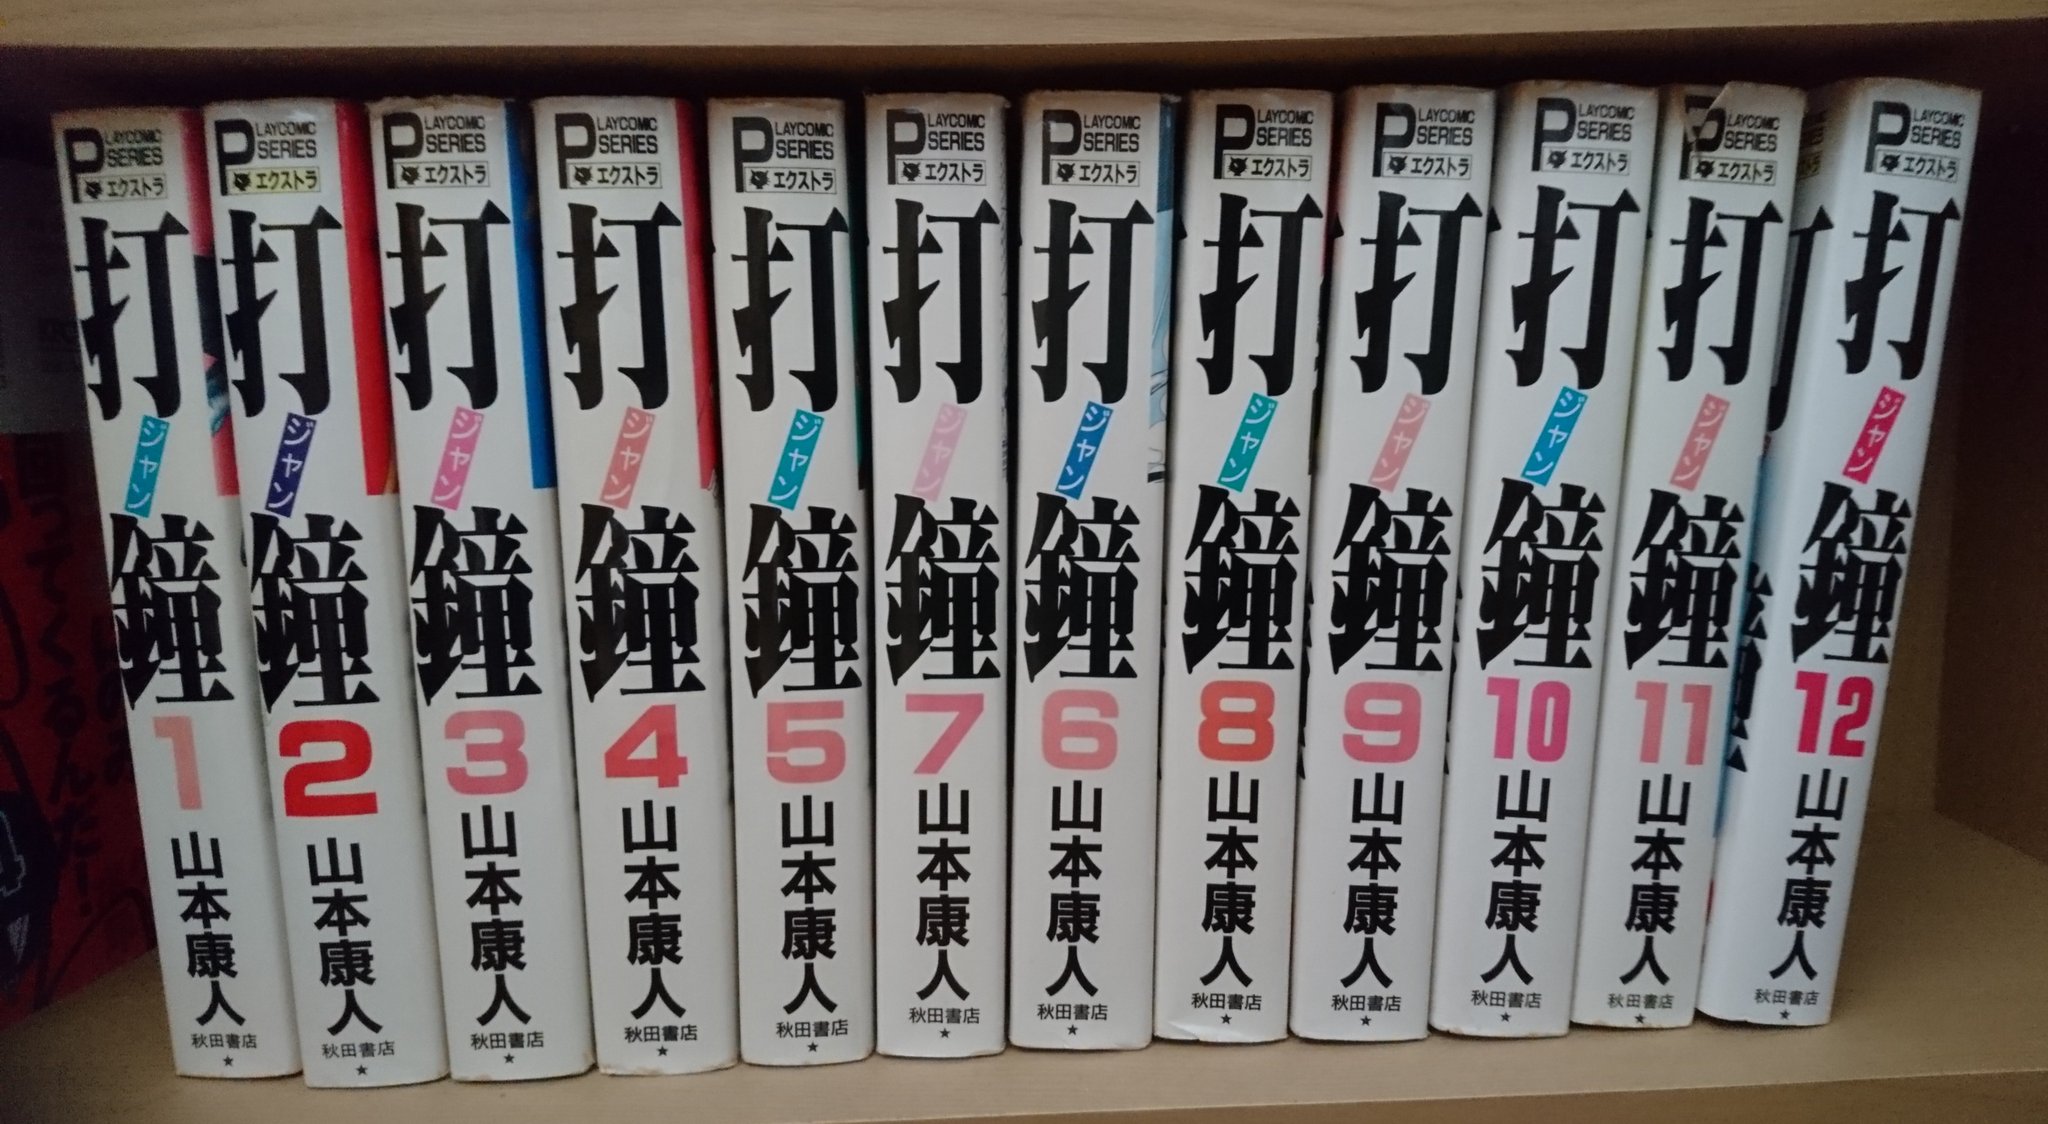 PLAYCOMIC
SERIES
エクストラ
打
ジャン
鐘
1
山本康人
秋田書店
PLAYCOMIC
SERIES
エクストラ
打
ジャン
鐘
2
山本康人
秋田書店
PLAYCOMIC
SERIES
エクストラ
打
ジャン
鐘
3
山本康人
秋田書店
PLAYCOMIC
SERIES
エクストラ
打
ジャン
鐘
4
山本康人
秋田書店
PLAYCOMIC
SERIES
エクストラ
打
ジャン
鐘
5
山本康人
秋田書店
PLAYCOMIC
SERIES
エクストラ
打
ジャン
鐘
7
山本康人
秋田書店
PLAYCOMIC
SERIES
エクストラ
打
ジャン
鐘
6
山本康人
秋田書店
PLAYCOMIC
SERIES
エクストラ
打
ジャン
鐘
8
山本康人
秋田書店
PLAYCOMIC
SERIES
エクストラ
打
ジャン
鐘
9
山本康人
秋田書店
PLAYCOMIC
SERIES
エクストラ
打
ジャン
鐘
10
山本康人
秋田書店
PLAYCOMIC
SERIES
エクストラ
打
ジャン
鐘
11
山本康人
秋田書店
PLAYCOMIC
SERIES
エクストラ
打
ジャン
鐘
12
山本康人
秋田書店